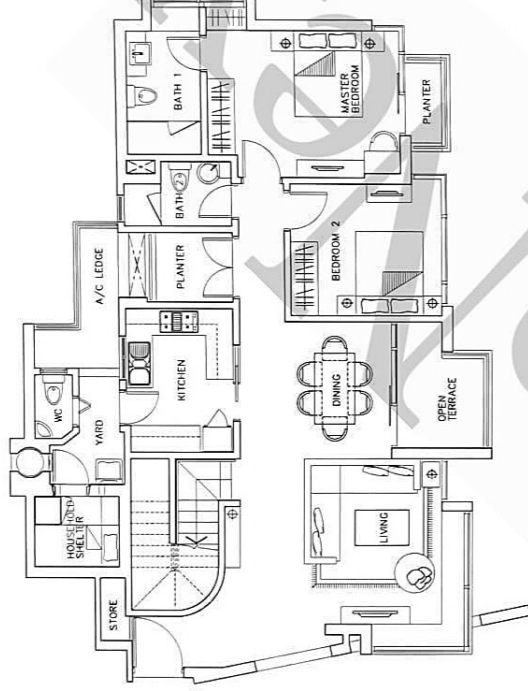 BATH 1
MASTER
BEDROOM
PLANTER
BATH 2
A/C LEDGE
PLANTER
BEDROOM 2
KITCHEN
WC
YARD
DINING
OPEN
TERRACE
HOUSEHOLD
SHELTER
LIVING
STORE